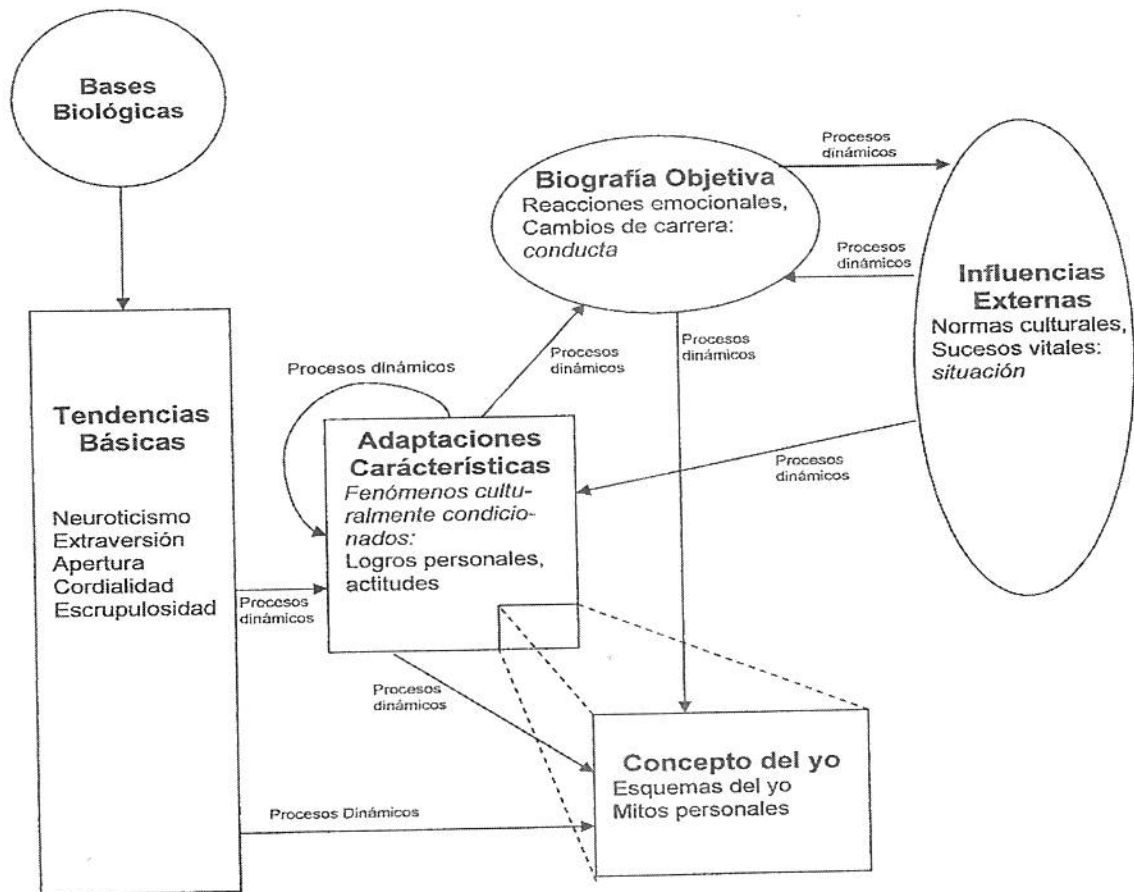 Bases
Biológicas
Procesos
dinámicos
Biografía Objetiva
Reacciones emocionales,
Cambios de carrera:
conducta
Procesos
dinámicos
Influencias
Externas
Normas culturales,
Sucesos vitales:
situación
Procesos
dinámicos
Procesos
dinámicos
Procesos dinámicos
Tendencias
Básicas
Neuroticismo
Extraversión
Apertura
Cordialidad
Escrupulosidad
Adaptaciones
Carácterísticas
Fenómenos cultu-
ralmente condicio-
nados:
Logros personales,
actitudes
Procesos
dinámicos
Procesos
dinámicos
Procesos
dinámicos
Concepto del yo
Esquemas del yo
Mitos personales
Procesos Dinámicos